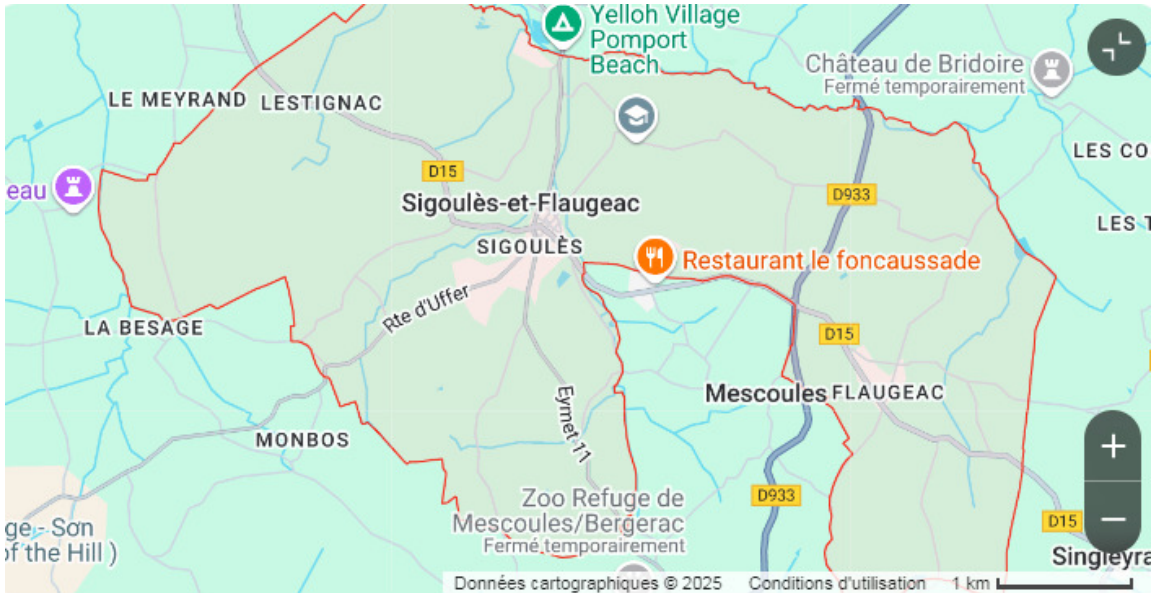 Yelloh Village
Pomport
Beach
Château de Bridoire
Fermé temporairement
LE MEYRAND
LESTIGNAC
LES CO
D15
eau
D933
Sigoulès-et-Flaugeac
LES T
SIGOULÈS
Restaurant le foncaussade
Rte d'Uffer
LA BESAGE
D15
Mescoules
FLAUGEAC
Eymet 11
MONBOS
Zoo Refuge de
Mescoules/Bergerac
Fermé temporairement
D933
D15
ge - Sơn
of the Hill )
Singleyra
Données cartographiques © 2025
Conditions d'utilisation
1 km